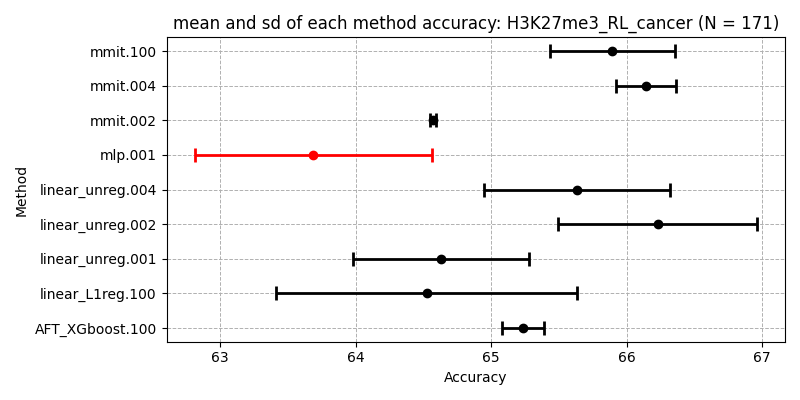 mean and sd of each method accuracy: H3K27me3_RL_cancer (N = 171)
mmit.100
mmit.004
mmit.002
mlp.001
linear_unreg.004
linear_unreg.002
linear_unreg.001
linear_L1reg.100
AFT_XGboost.100
Method
63 64 65 66 67
Accuracy